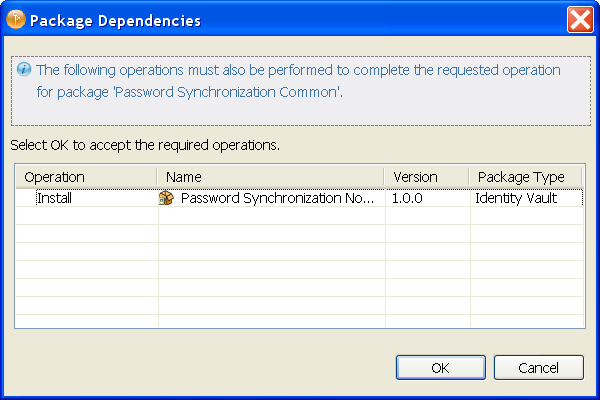 Package Dependencies
The following operations must also be performed to complete the requested operation
for package 'Password Synchronization Common'.
Select OK to accept the required operations.
Operation Name Version Package Type
Install Password Synchronization No... 1.0.0 Identity Vault
OK Cancel